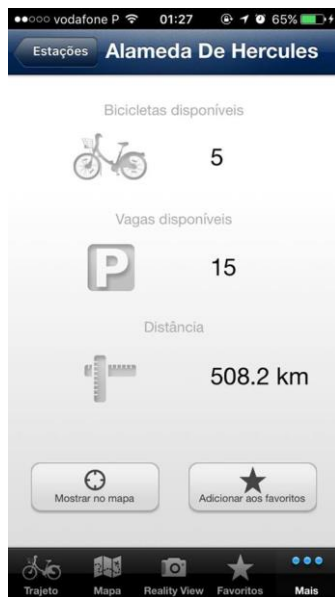 vodafone P 01:27 65%
Estações Alameda De Hercules
Bicicletas disponíveis
5
Vagas disponíveis
P 15
Distância
508.2 km
Mostrar no mapa Adicionar aos favoritos
Trajeto Mapa Reality View Favoritos Mais